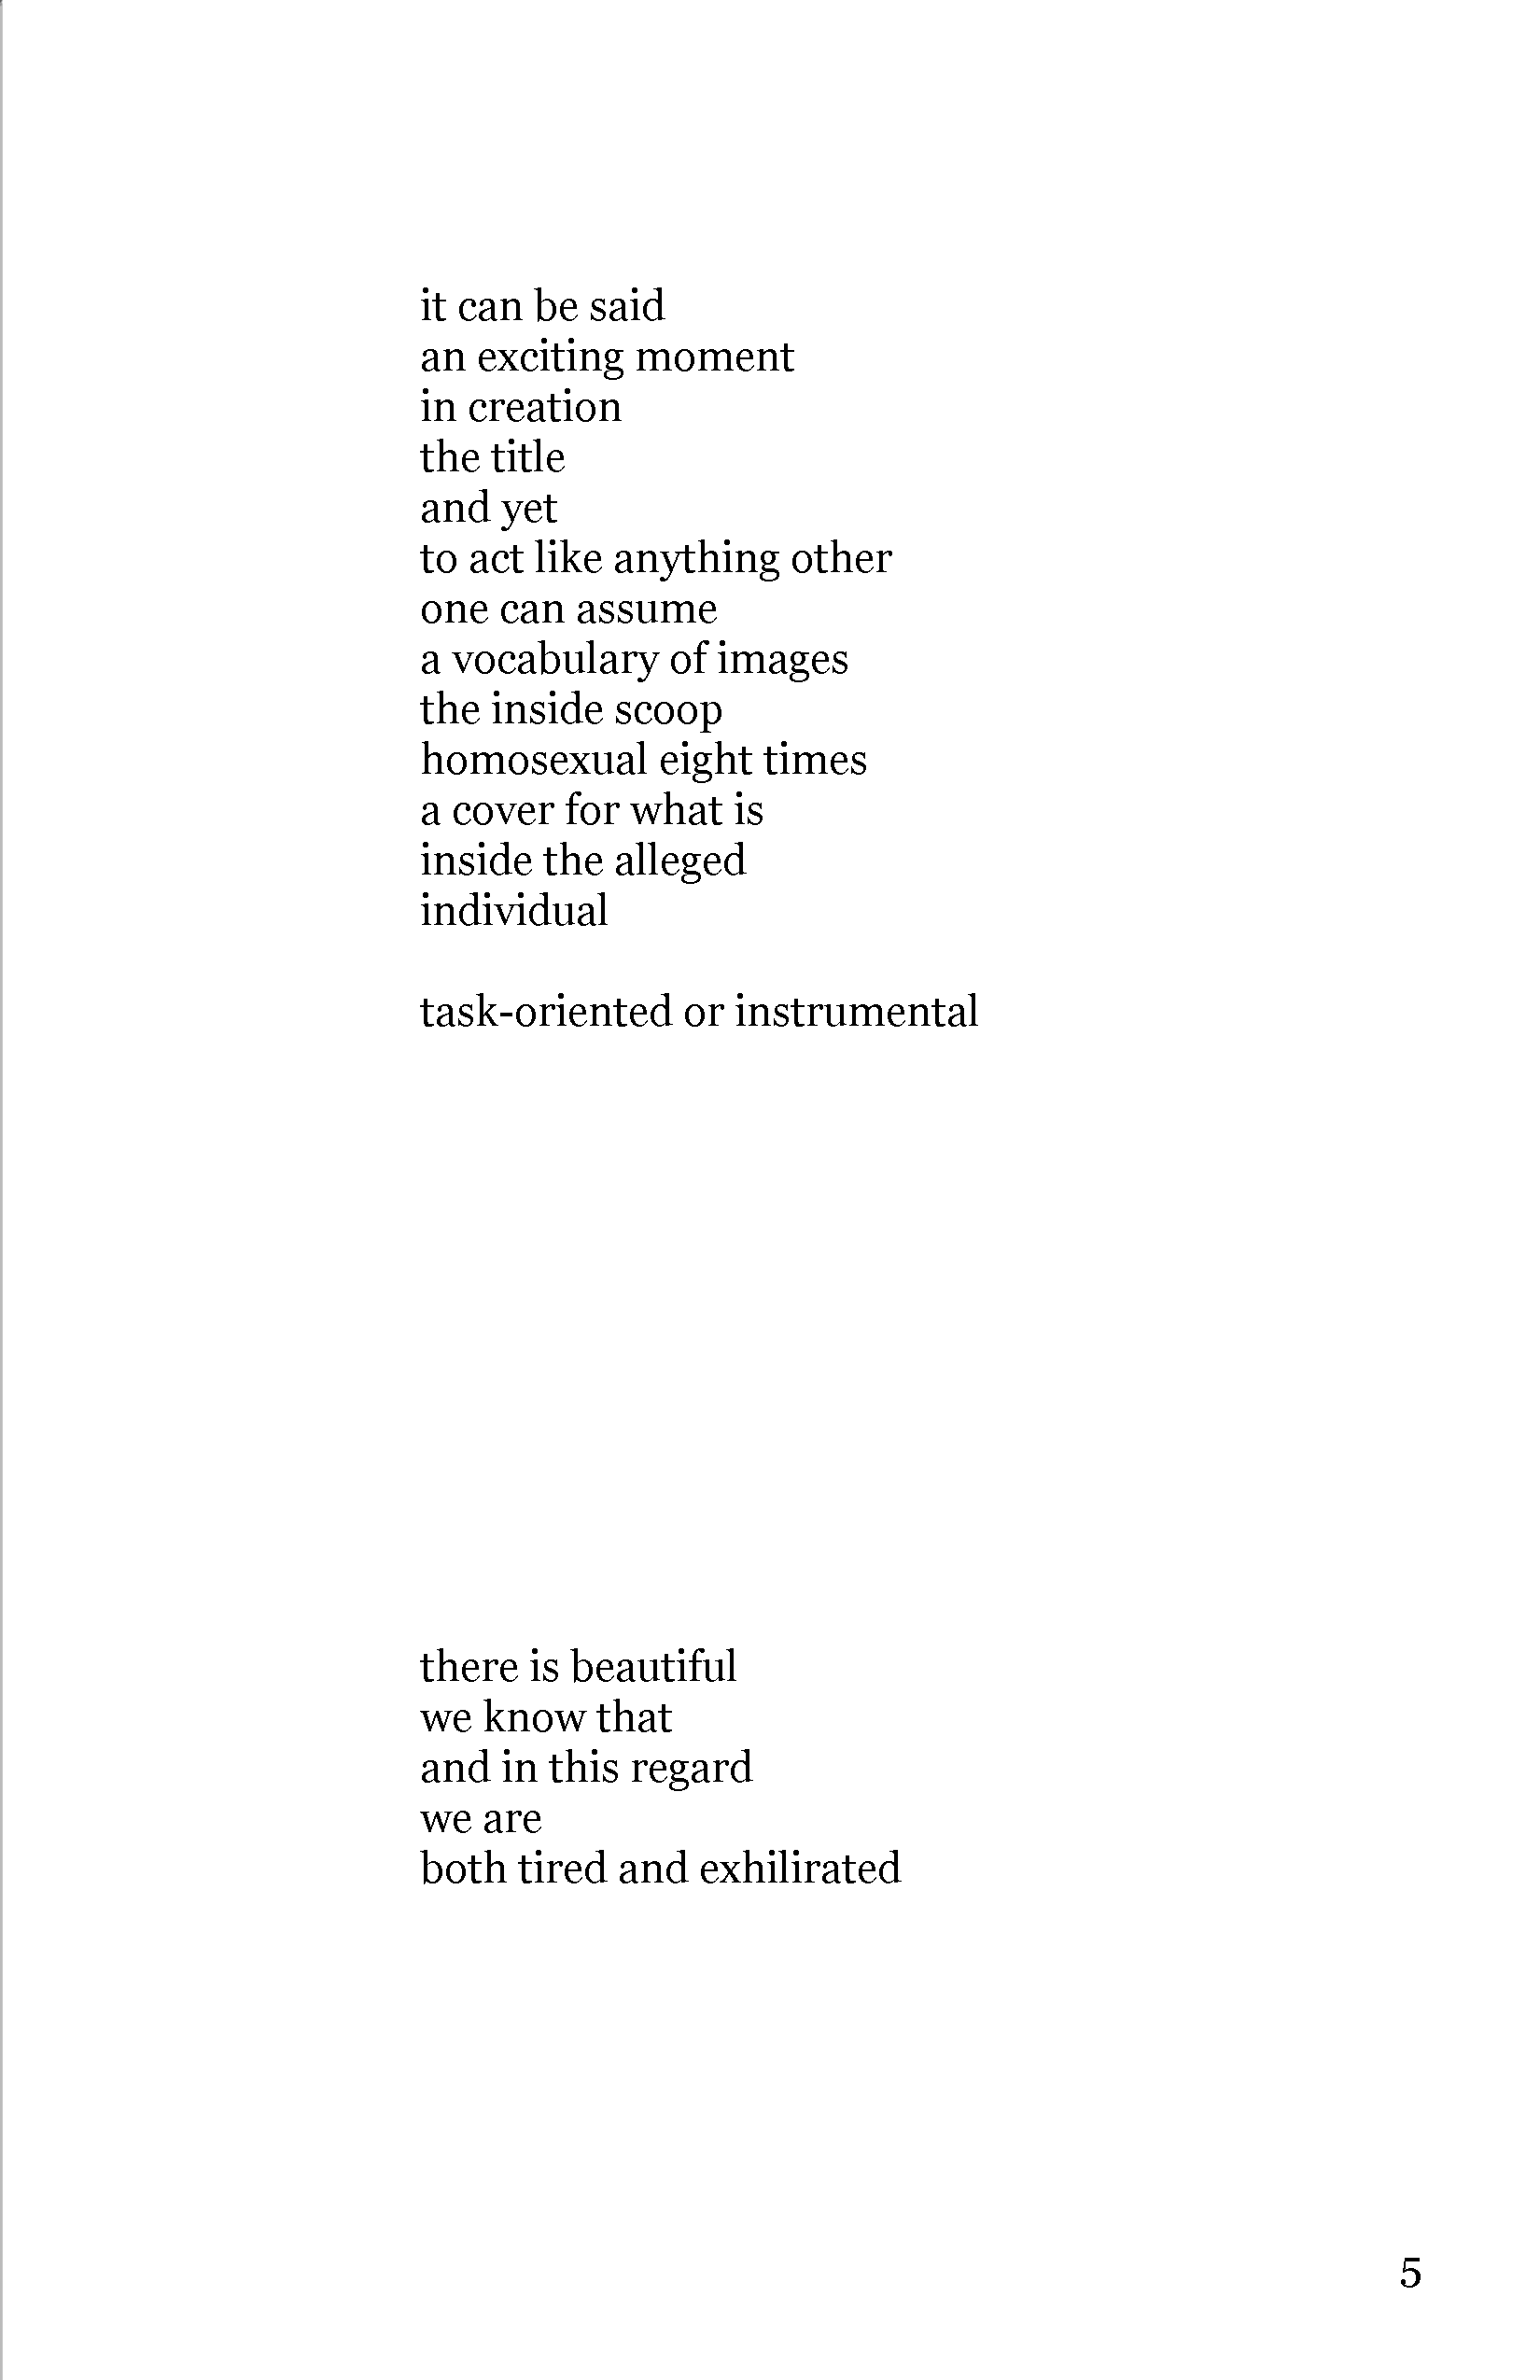 it can be said
an exciting moment
in creation
the title
and yet
to act like anything other
one can assume
a vocabulary of images
the inside scoop
homosexual eight times
a cover for what is
inside the alleged
individual
task-oriented or instrumental
there is beautiful
we know that
and in this regard
we are
both tired and exhilirated
5